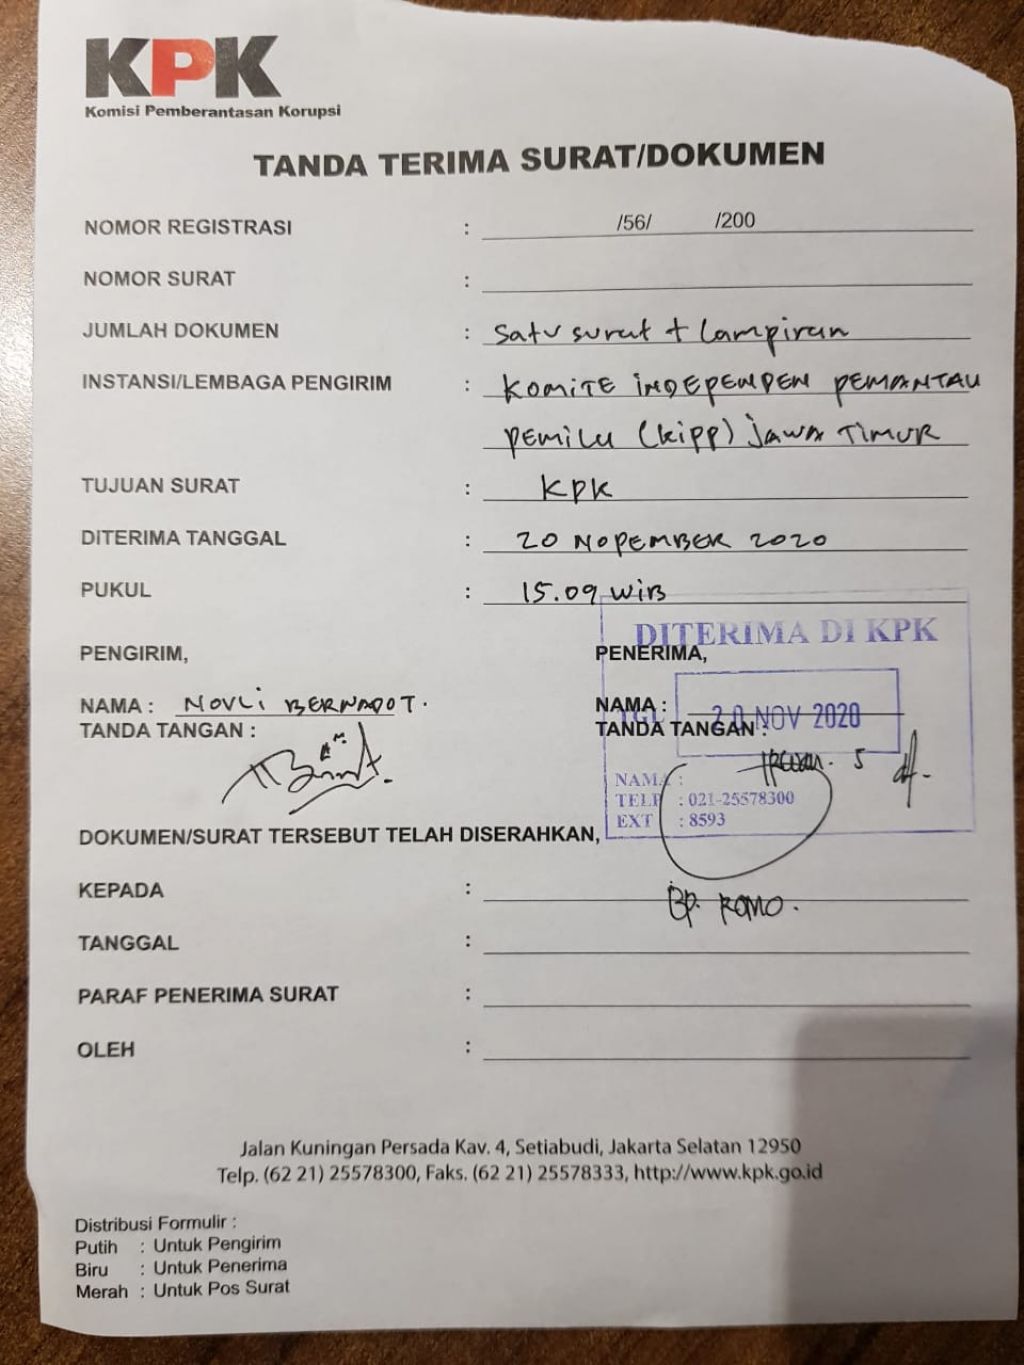 KPK
Komisi Pemberantasan Korupsi
TANDA TERIMA SURAT/DOKUMEN
NOMOR REGISTRASI : /56/ /200
NOMOR SURAT :
JUMLAH DOKUMEN : Satu surat + Lampiran
INSTANSI/LEMBAGA PENGIRIM : KOMITE INDEPENDEN PEMANTAU
PEMILU (KIPP) JAWA TIMUR
TUJUAN SURAT : KPK
DITERIMA TANGGAL : 20 NOPEMBER 2020
PUKUL : 15.09 WIB
DITERIMA DI KPK
PENGIRIM, PENERIMA,
NAMA : NOVLI BERNADOT. NAMA :
TGL 20 NOV 2020
TANDA TANGAN : TANDA TANGAN :
NAMA :
TELP : 021-25578300
EXT : 8593
DOKUMEN/SURAT TERSEBUT TELAH DISERAHKAN,
KEPADA : BP. ROMO.
TANGGAL :
PARAF PENERIMA SURAT :
OLEH :
Jalan Kuningan Persada Kav. 4, Setiabudi, Jakarta Selatan 12950
Telp. (62 21) 25578300, Faks. (62 21) 25578333, http://www.kpk.go.id
Distribusi Formulir :
Putih : Untuk Pengirim
Biru : Untuk Penerima
Merah : Untuk Pos Surat